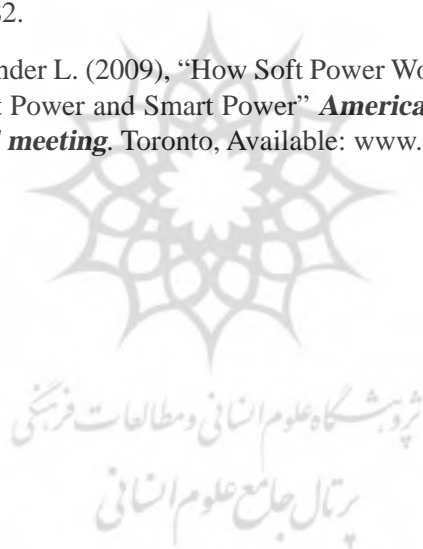 32.
nder L. (2009), “How Soft Power Wo
t Power and Smart Power” America
meeting. Toronto, Available: www.
پژوهشگاه علوم انسانی و مطالعات فرهنگی
پرتال جامع علوم انسانی